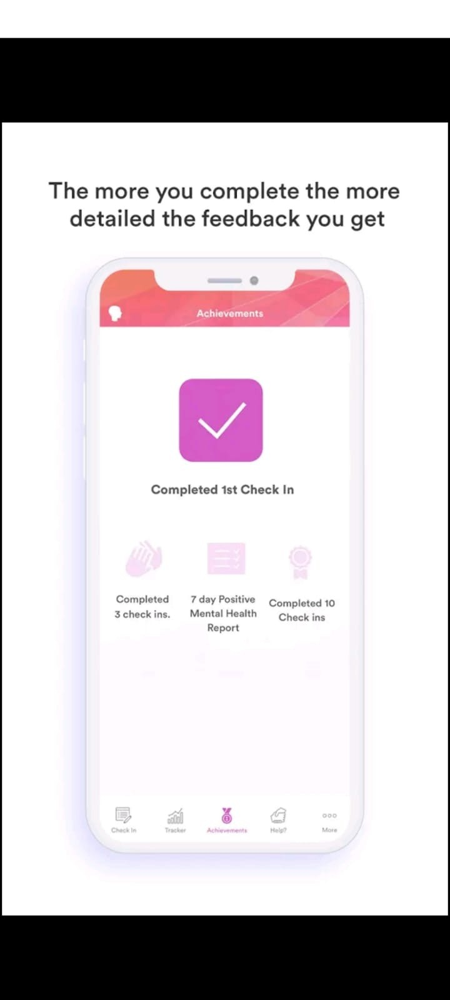 The more you complete the more
detailed the feedback you get
Achievements
Completed 1st Check In
Completed
3 check ins.
7 day Positive
Mental Health
Report
Completed 10
Check ins
Check In
Tracker
Achievements
Help?
More